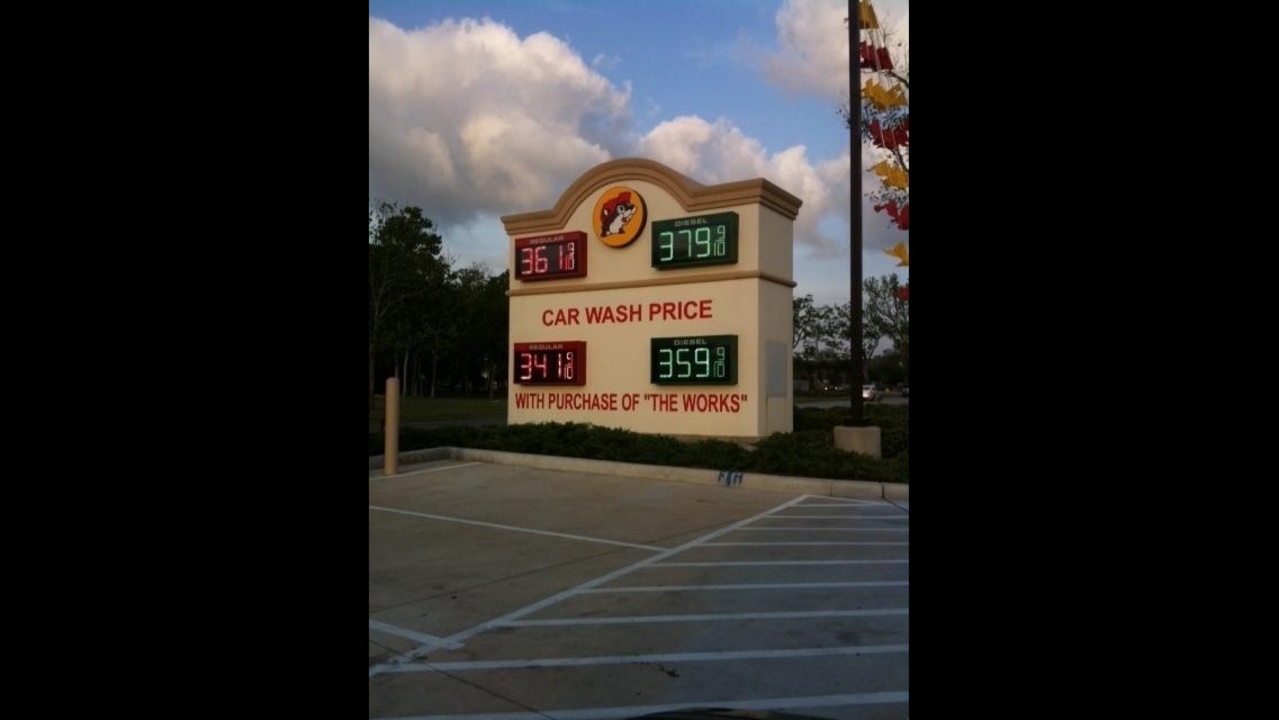 REGULAR DIESEL
361 9/10 379 9/10
CAR WASH PRICE
REGULAR DIESEL
341 9/10 359 9/10
WITH PURCHASE OF "THE WORKS"